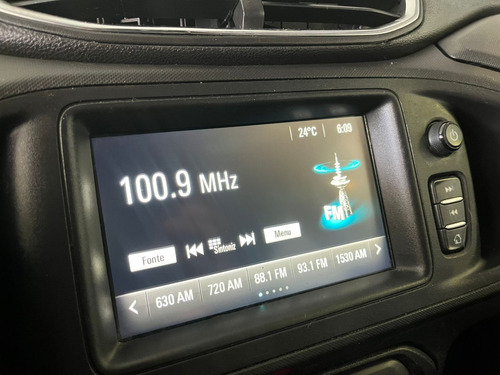 24°C 6:09
100.9 MHz
FM
Fonte Sintoniz Menu
630 AM 720 AM 88.1 FM 93.1 FM 1530 AM